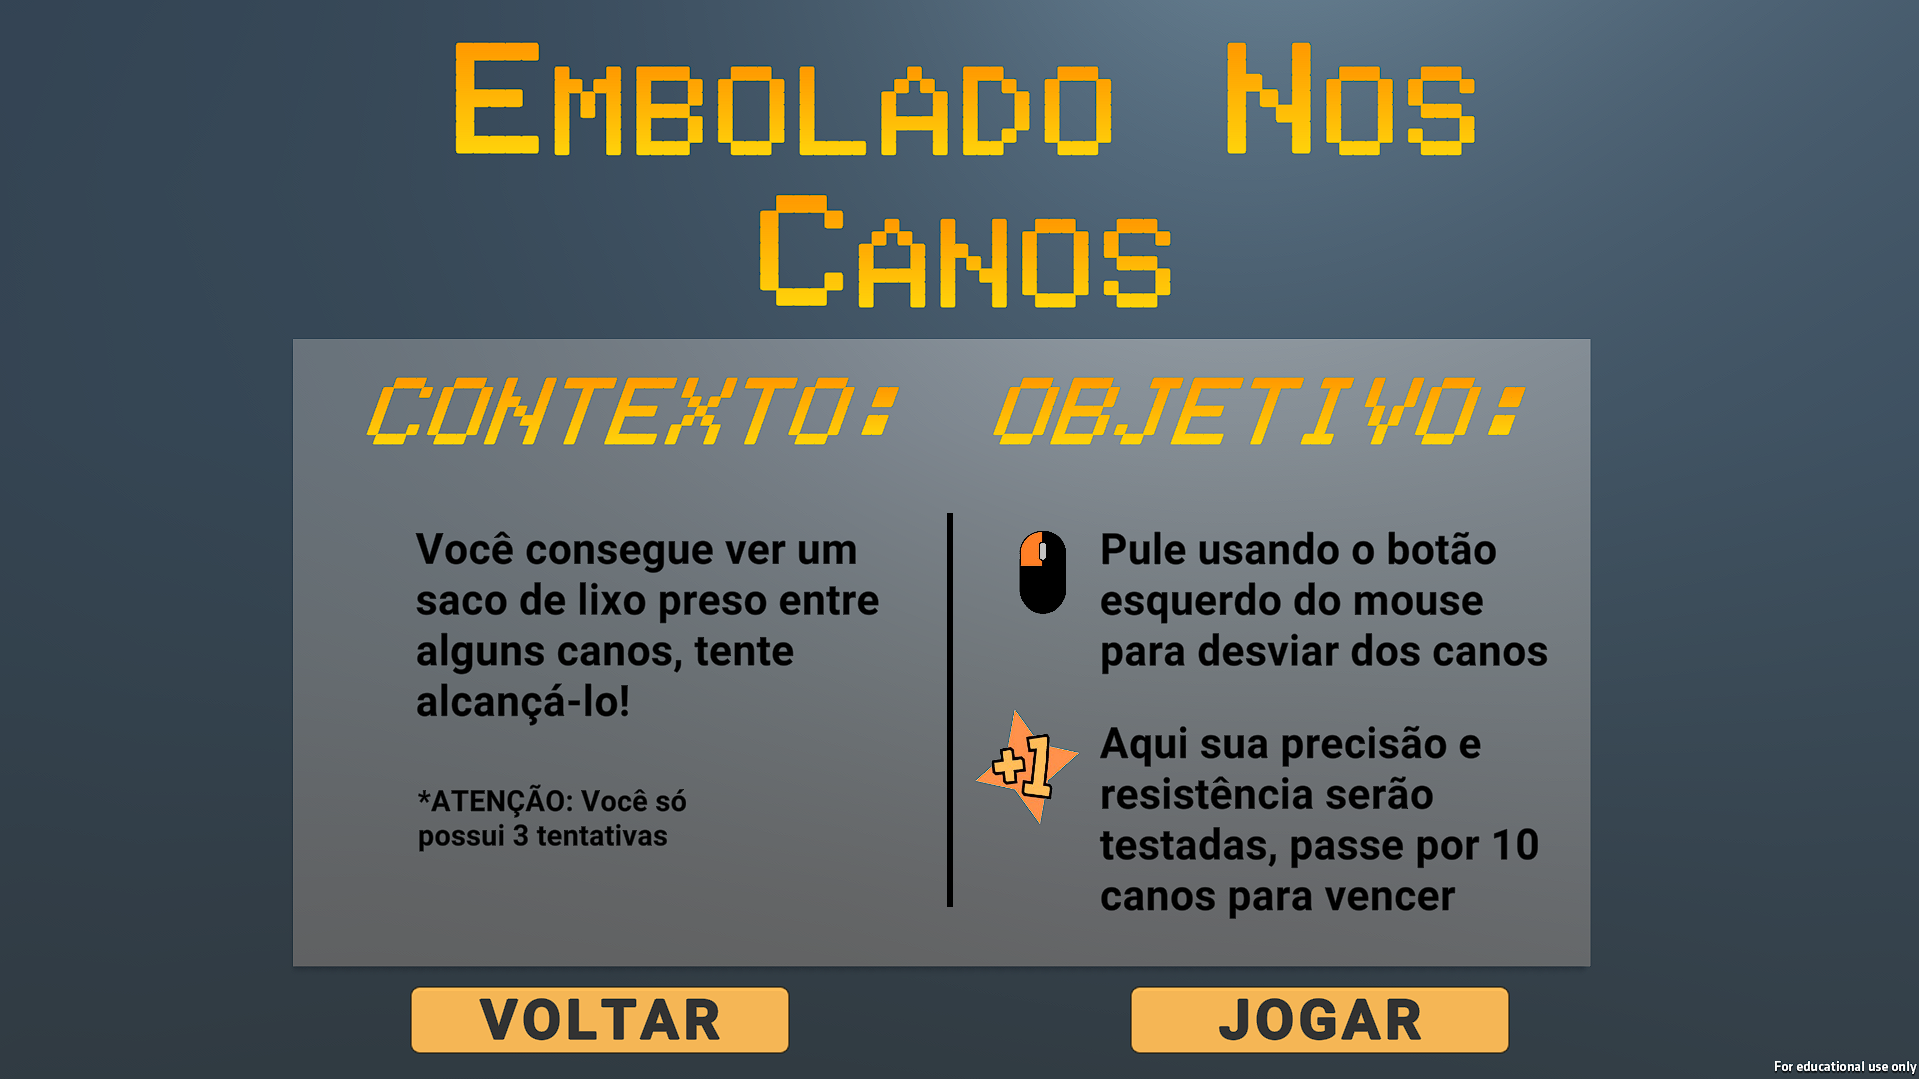 EMBOLADO NOS
CANOS
CONTEXTO:
Você consegue ver um
saco de lixo preso entre
alguns canos, tente
alcançá-lo!
*ATENÇÃO: Você só
possui 3 tentativas
OBJETIVO:
Pule usando o botão
esquerdo do mouse
para desviar dos canos
+1
Aqui sua precisão e
resistência serão
testadas, passe por 10
canos para vencer
VOLTAR
JOGAR
For educational use only